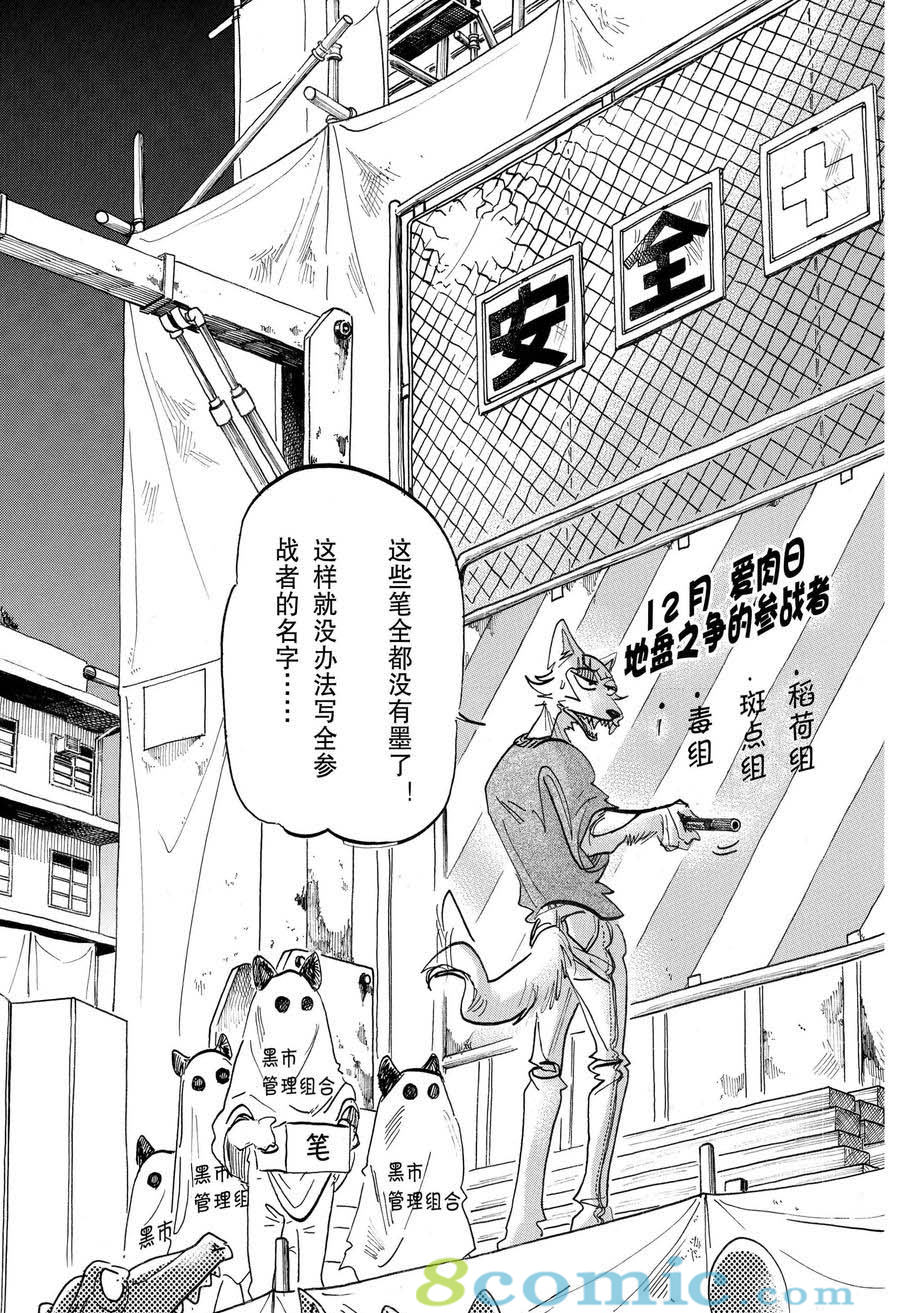 安全
12月 爱肉日
地盘之争的参战者
·稻荷组
·斑点组
·毒组
·
这些笔全都没有墨了！
这样就没办法写全参
战者的名字……
黑市
管理组合
笔
黑市
管理组合
黑市
管理组合
黑市
8comic.com